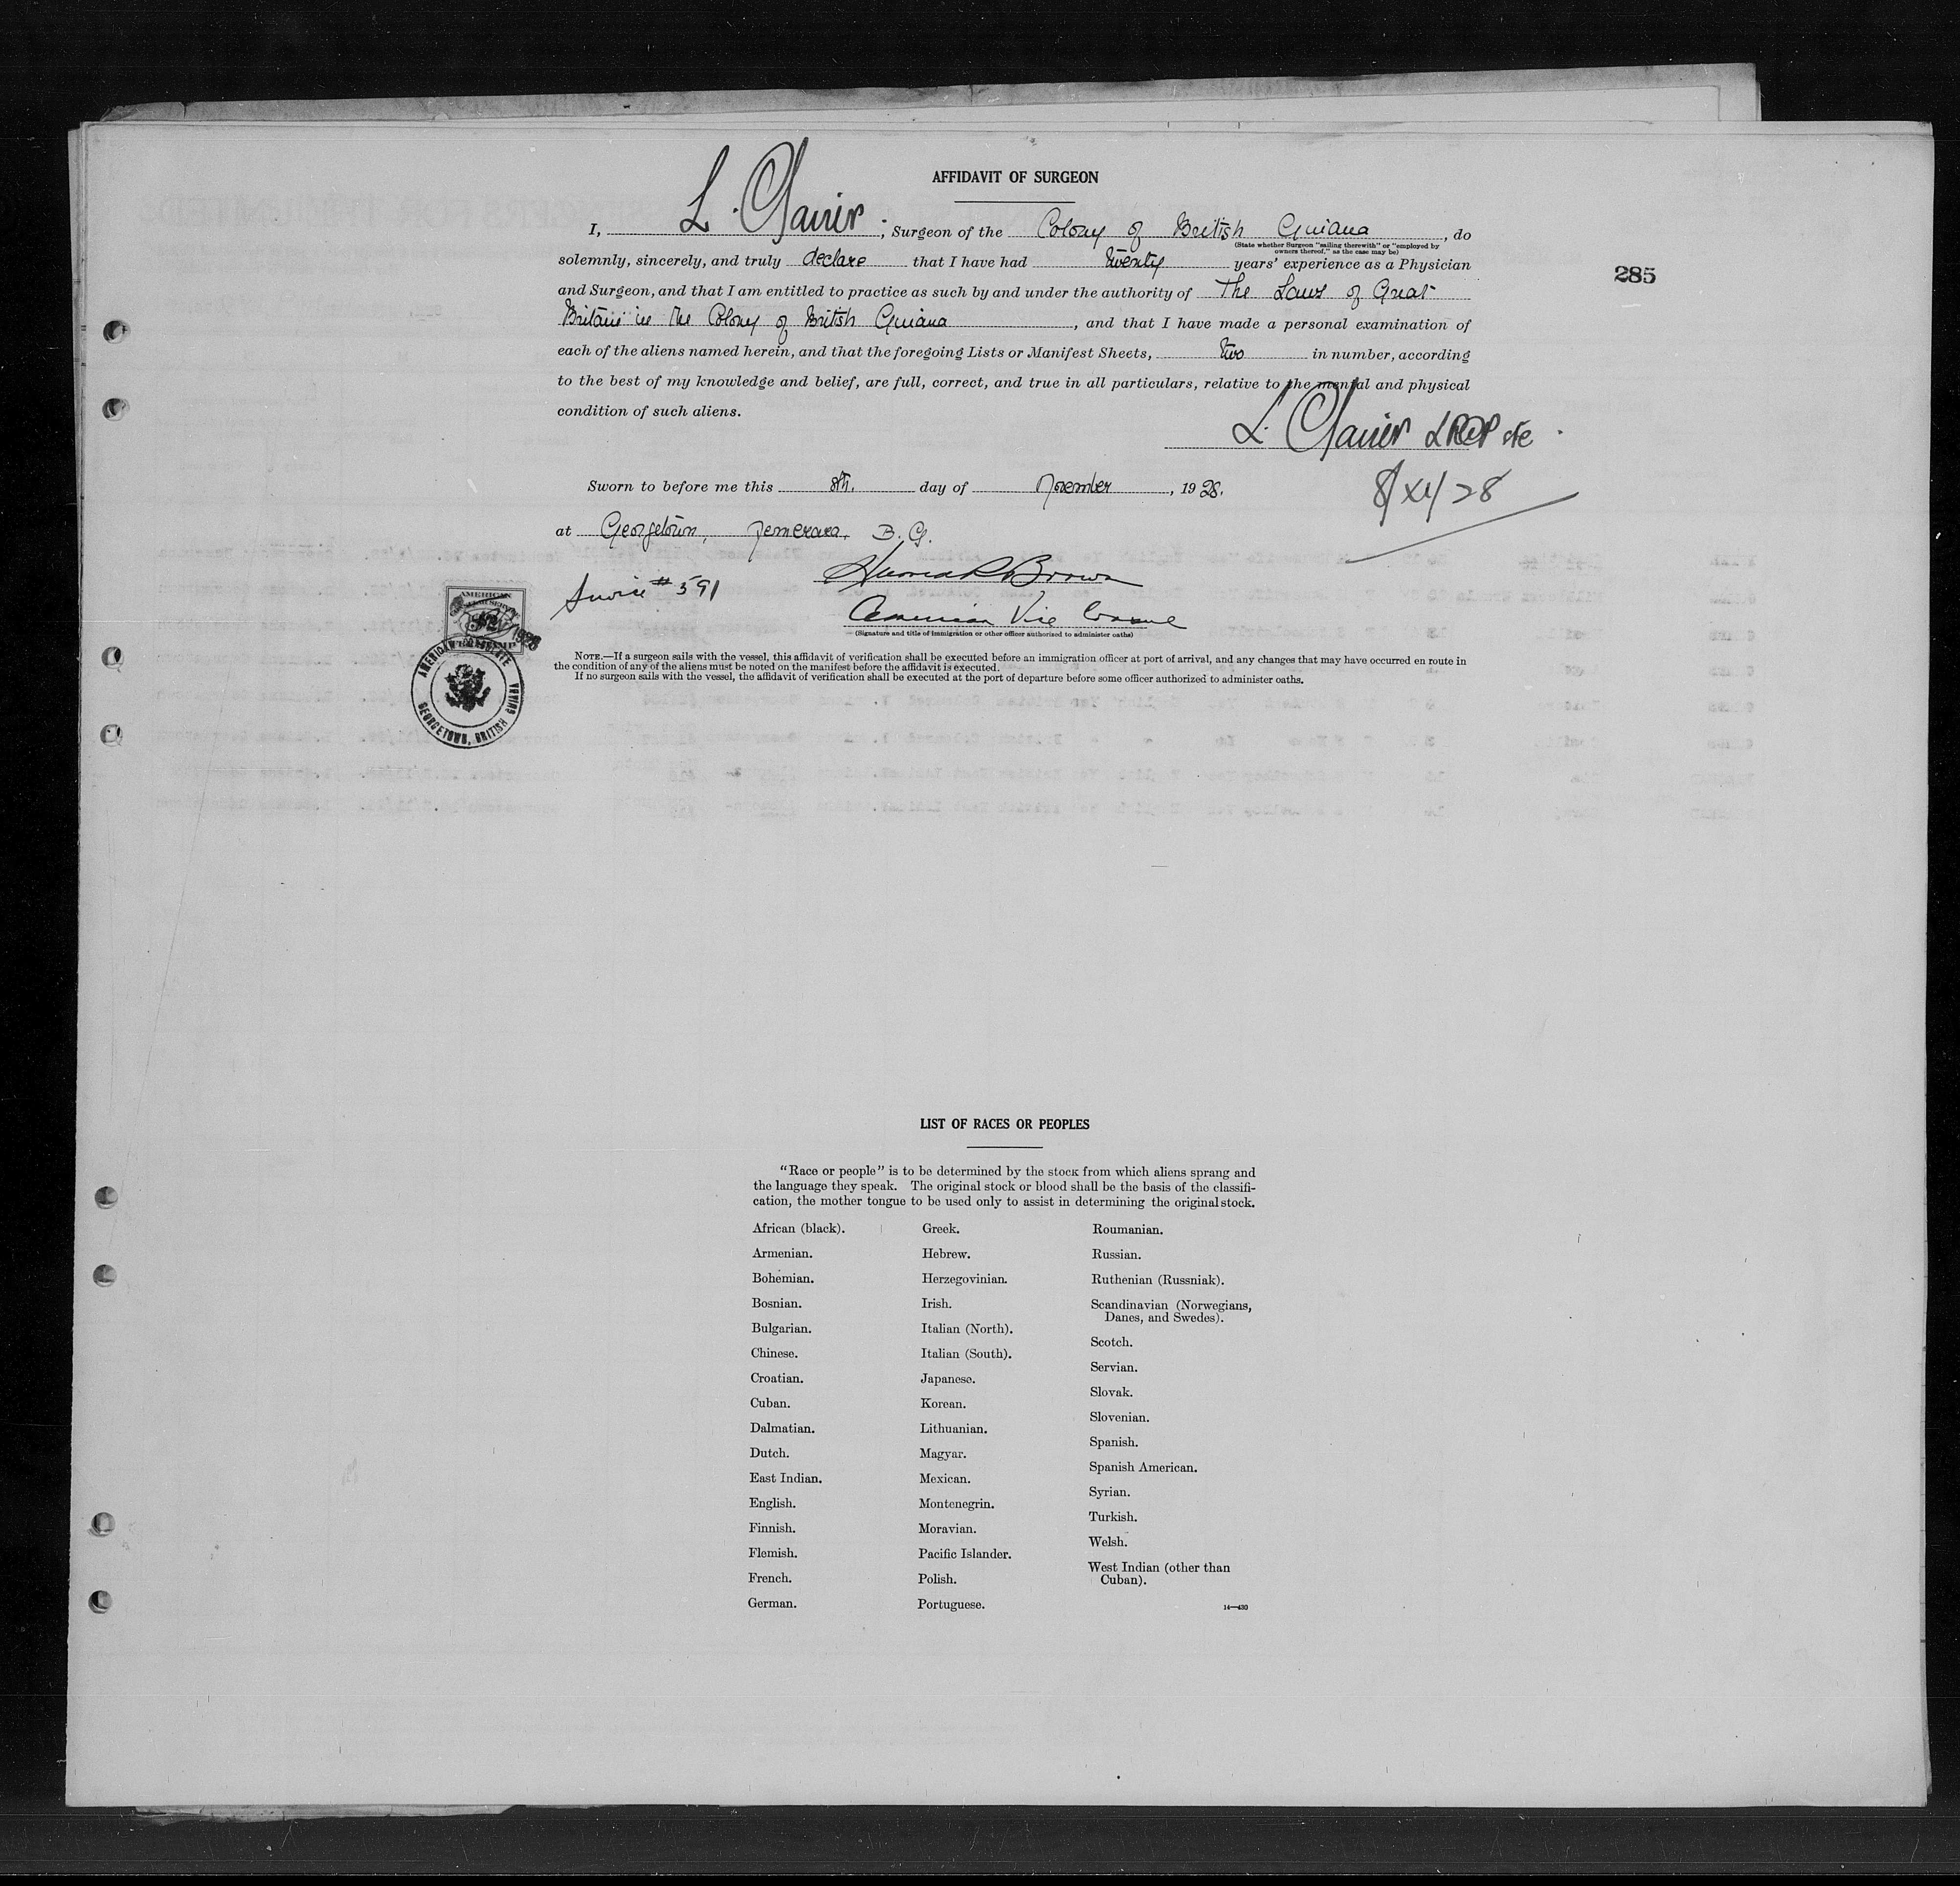 AFFIDAVIT OF SURGEON
I, L. , Surgeon of the Colony of British Guiana, do
(State whether Surgeon "sailing therewith" or "employed by
owners thereof," as the case may be)
285
solemnly, sincerely, and truly declare that I have had twenty years' experience as a Physician
and Surgeon, and that I am entitled to practice as such by and under the authority of The Laws of Great
Britain in the Colony of British Guiana, and that I have made a personal examination of
each of the aliens named herein, and that the foregoing Lists or Manifest Sheets, two in number, according
to the best of my knowledge and belief, are full, correct, and true in all particulars, relative to the mental and physical
condition of such aliens.
L. LRCP etc.
Sworn to before me this 8th. day of November, 1928.
8/XI/28
at Georgetown, Demerara, B.G.
Brown
# 591
American Vice Consul
(Signature and title of immigration or other officer authorized to administer oaths)
AMERICAN
AMERICAN CONSULATE
GEORGETOWN, BRITISH GUIANA
NOTE.—If a surgeon sails with the vessel, this affidavit of verification shall be executed before an immigration officer at port of arrival, and any changes that may have occurred en route in
the condition of any of the aliens must be noted on the manifest before the affidavit is executed.
If no surgeon sails with the vessel, the affidavit of verification shall be executed at the port of departure before some officer authorized to administer oaths.
LIST OF RACES OR PEOPLES
"Race or people" is to be determined by the stock from which aliens sprang and
the language they speak. The original stock or blood shall be the basis of the classifi-
cation, the mother tongue to be used only to assist in determining the original stock.
African (black).
Armenian.
Bohemian.
Bosnian.
Bulgarian.
Chinese.
Croatian.
Cuban.
Dalmatian.
Dutch.
East Indian.
English.
Finnish.
Flemish.
French.
German.
Greek.
Hebrew.
Herzegovinian.
Irish.
Italian (North).
Italian (South).
Japanese.
Korean.
Lithuanian.
Magyar.
Mexican.
Montenegrin.
Moravian.
Pacific Islander.
Polish.
Portuguese.
Roumanian.
Russian.
Ruthenian (Russniak).
Scandinavian (Norwegians,
Danes, and Swedes).
Scotch.
Servian.
Slovak.
Slovenian.
Spanish.
Spanish American.
Syrian.
Turkish.
Welsh.
West Indian (other than
Cuban).
14—430